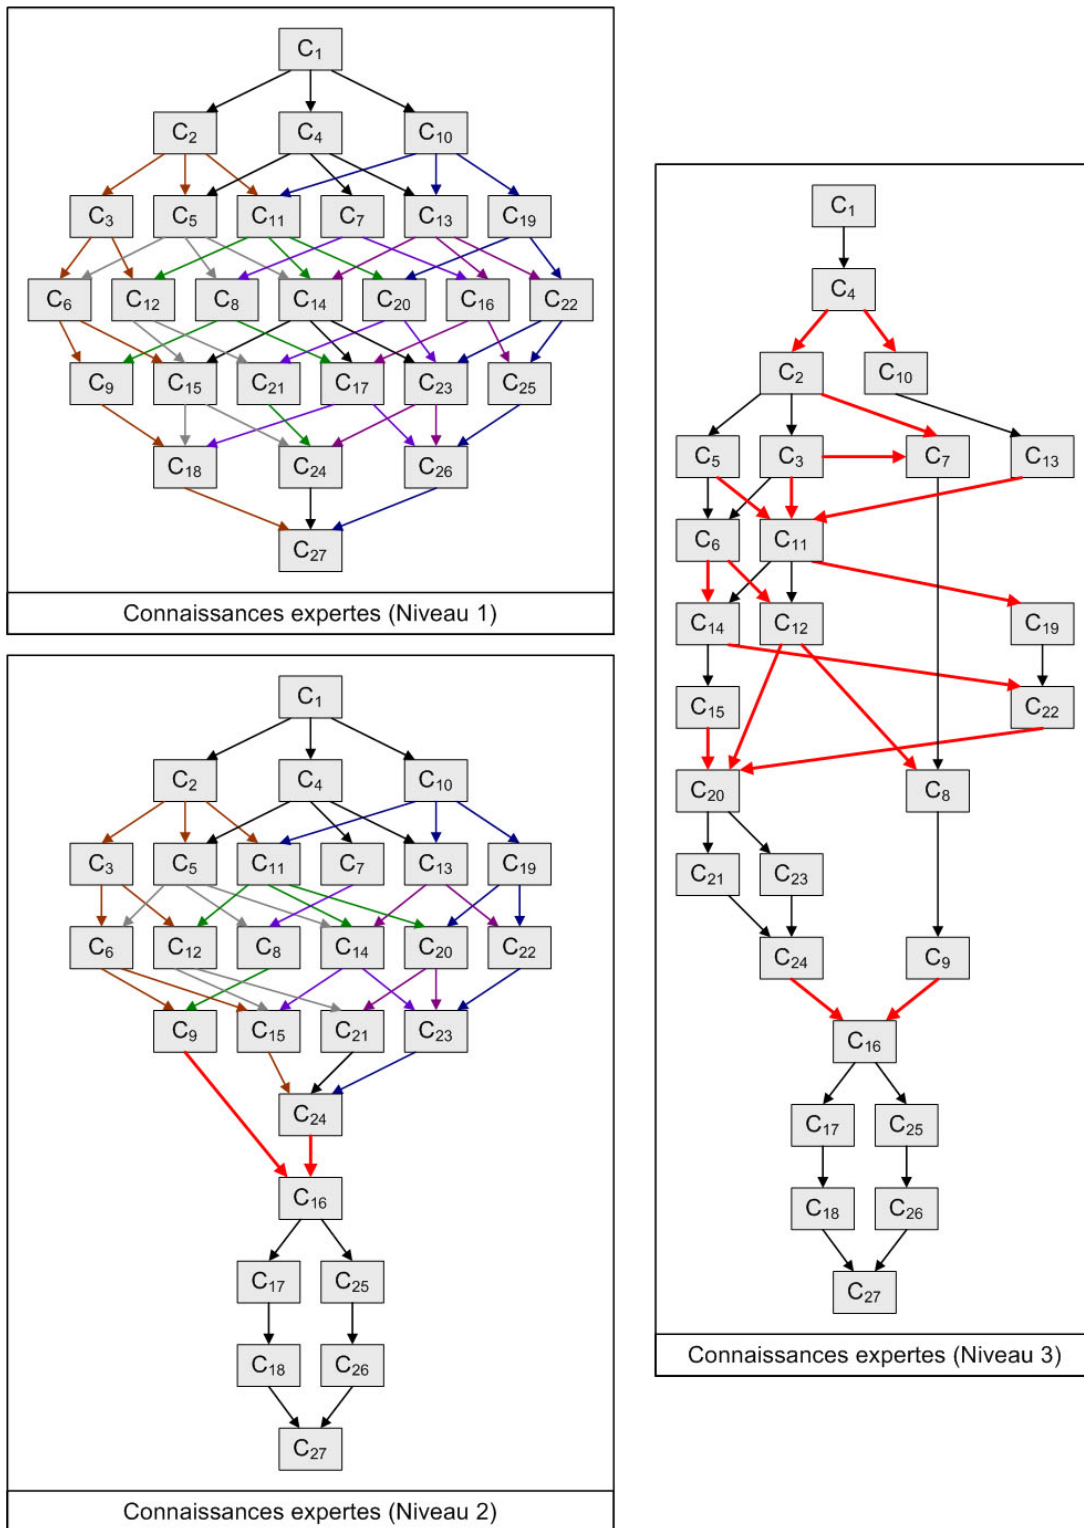 C1
C2 C4 C10
C3 C5 C11 C7 C13 C19
C6 C12 C8 C14 C20 C16 C22
C9 C15 C21 C17 C23 C25
C18 C24 C26
C27
Connaissances expertes (Niveau 1)
C1
C2 C4 C10
C3 C5 C11 C7 C13 C19
C6 C12 C8 C14 C20 C22
C9 C15 C21 C23
C24
C16
C17 C25
C18 C26
C27
Connaissances expertes (Niveau 2)
C1
C4
C2 C10
C5 C3 C7 C13
C6 C11
C14 C12 C19
C15 C22
C20 C8
C21 C23
C24 C9
C16
C17 C25
C18 C26
C27
Connaissances expertes (Niveau 3)